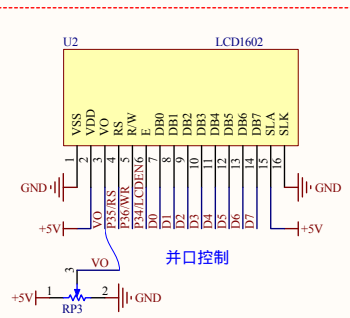 U2
LCD1602
VSS
VDD
VO
RS
R/W
E
DB0
DB1
DB2
DB3
DB4
DB5
DB6
DB7
SLA
SLK
1
2
3
4
5
6
7
8
9
10
11
12
13
14
15
16
GND
GND
+5V
VO
P35/RS
P36/WR
P34/LCDEN
D0
D1
D2
D3
D4
D5
D6
D7
+5V
并口控制
VO
3
+5V
1
2
GND
RP3